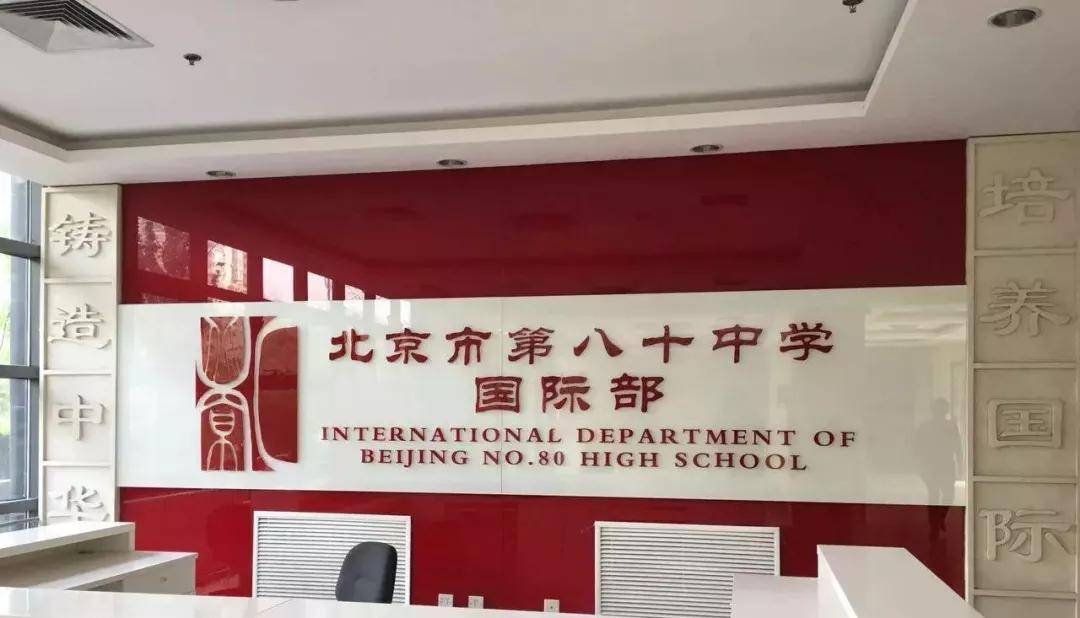 铸造中华
北京市第八十中学
国际部
INTERNATIONAL DEPARTMENT OF
BEIJING NO.80 HIGH SCHOOL
培养国际